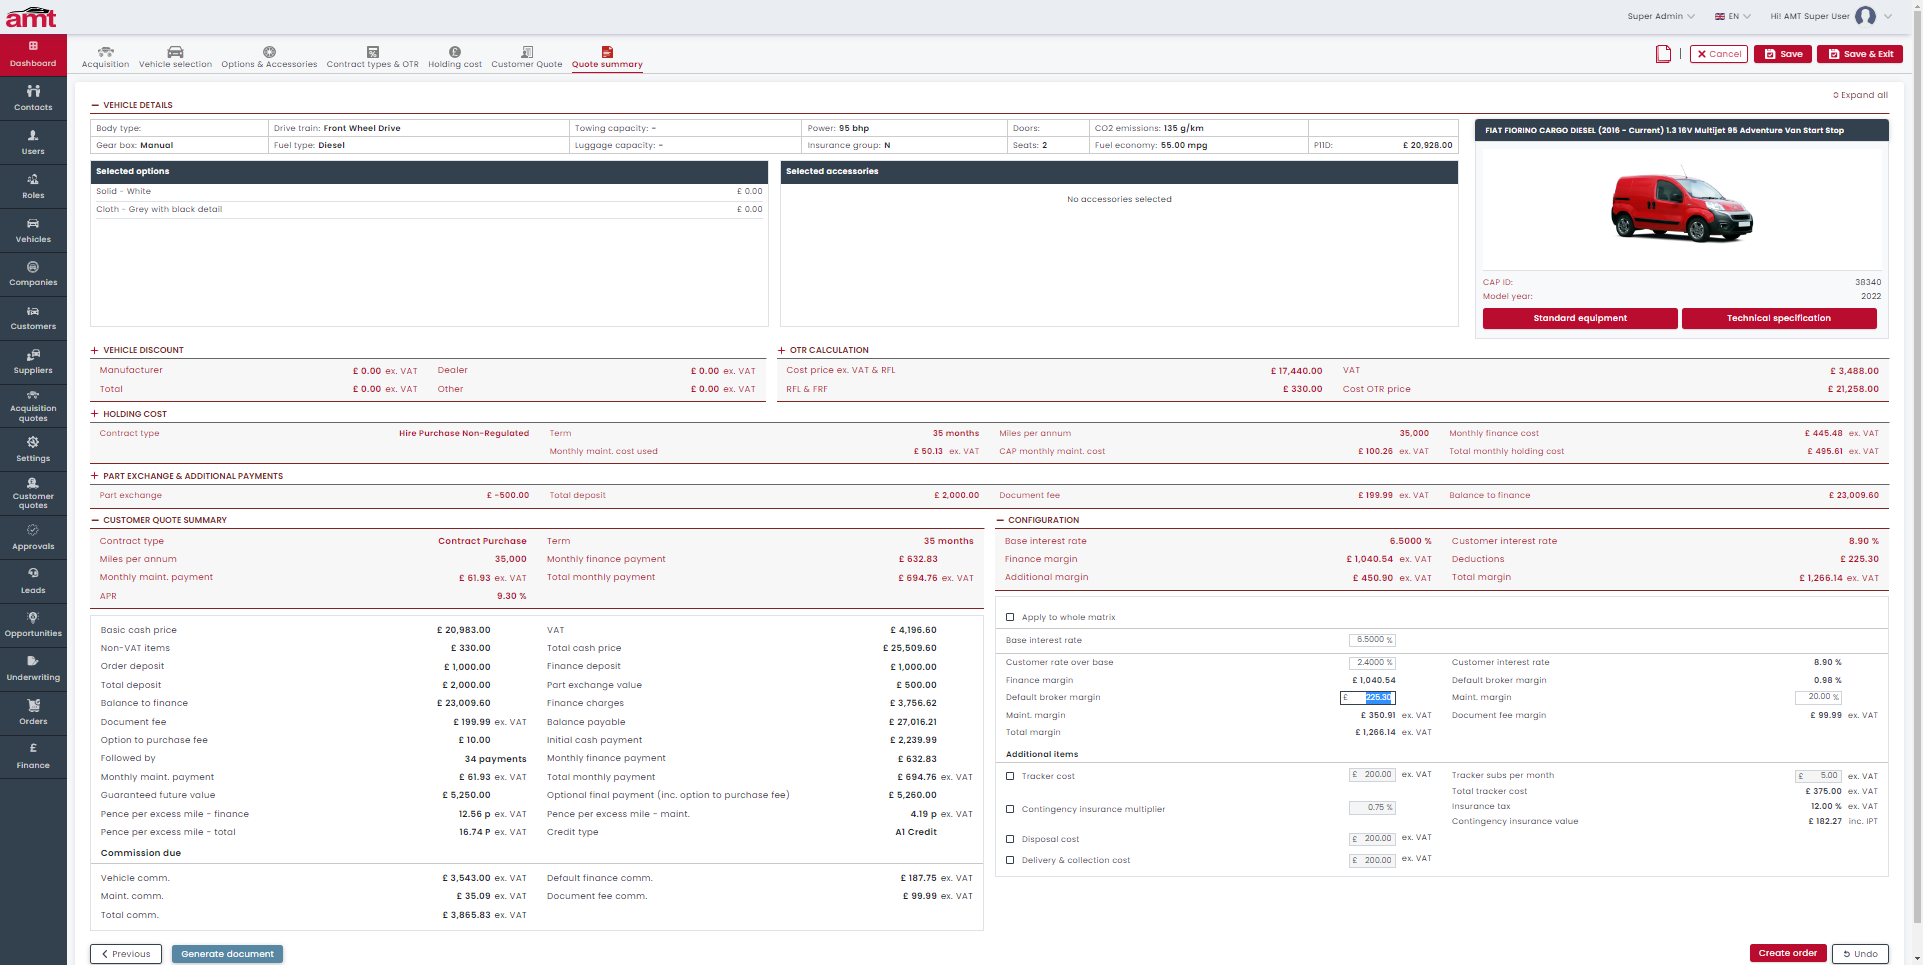 amt
Super Admin
EN
Hi! AMT Super User
Dashboard
Contacts
Users
Roles
Vehicles
Companies
Customers
Suppliers
Acquisition
quotes
Settings
Customer
quotes
Approvals
Leads
Opportunities
Underwriting
Orders
Finance
Acquisition
Vehicle selection
Options & Accessories
Contract types & OTR
Holding cost
Customer Quote
Quote summary
Cancel
Save
Save & Exit
Expand all
VEHICLE DETAILS
Body type:
Drive train: Front Wheel Drive
Towing capacity: -
Power: 95 bhp
Doors:
CO2 emissions: 135 g/km
Gear box: Manual
Fuel type: Diesel
Luggage capacity: -
Insurance group: N
Seats: 2
Fuel economy: 55.00 mpg
P11D: £ 20,928.00
Selected options
Solid - White £ 0.00
Cloth - Grey with black detail £ 0.00
Selected accessories
No accessories selected
FIAT FIORINO CARGO DIESEL (2016 - Current) 1.3 16V Multijet 95 Adventure Van Start Stop
CAP ID: 38340
Model year: 2022
Standard equipment
Technical specification
VEHICLE DISCOUNT
Manufacturer £ 0.00 ex. VAT Dealer £ 0.00 ex. VAT
Total £ 0.00 ex. VAT Other £ 0.00 ex. VAT
OTR CALCULATION
Cost price ex. VAT & RFL £ 17,440.00 VAT £ 3,488.00
RFL & FRF £ 330.00 Cost OTR price £ 21,258.00
HOLDING COST
Contract type Hire Purchase Non-Regulated Term 35 months Miles per annum 35,000 Monthly finance cost £ 445.48 ex. VAT
Monthly maint. cost used £ 50.13 ex. VAT CAP monthly maint. cost £ 100.26 ex. VAT Total monthly holding cost £ 495.61 ex. VAT
PART EXCHANGE & ADDITIONAL PAYMENTS
Part exchange £ -500.00 Total deposit £ 2,000.00 Document fee £ 199.99 ex. VAT Balance to finance £ 23,009.60
CUSTOMER QUOTE SUMMARY
Contract type Contract Purchase Term 35 months
Miles per annum 35,000 Monthly finance payment £ 632.83
Monthly maint. payment £ 61.93 ex. VAT Total monthly payment £ 694.76 ex. VAT
APR 9.30 %
Basic cash price £ 20,983.00 VAT £ 4,196.60
Non-VAT items £ 330.00 Total cash price £ 25,509.60
Order deposit £ 1,000.00 Finance deposit £ 1,000.00
Total deposit £ 2,000.00 Part exchange value £ 500.00
Balance to finance £ 23,009.60 Finance charges £ 3,756.62
Document fee £ 199.99 ex. VAT Balance payable £ 27,016.21
Option to purchase fee £ 10.00 Initial cash payment £ 2,239.99
Followed by 34 payments Monthly finance payment £ 632.83
Monthly maint. payment £ 61.93 ex. VAT Total monthly payment £ 694.76 ex. VAT
Guaranteed future value £ 5,250.00 Optional final payment (inc. option to purchase fee) £ 5,260.00
Pence per excess mile - finance 12.56 p ex. VAT Pence per excess mile - maint. 4.19 p ex. VAT
Pence per excess mile - total 16.74 P ex. VAT Credit type A1 Credit
Commission due
Vehicle comm. £ 3,543.00 ex. VAT Default finance comm. £ 187.75 ex. VAT
Maint. comm. £ 35.09 ex. VAT Document fee comm. £ 99.99 ex. VAT
Total comm. £ 3,865.83 ex. VAT
CONFIGURATION
Base interest rate 6.5000 % Customer interest rate 8.90 %
Finance margin £ 1,040.54 ex. VAT Deductions £ 225.30
Additional margin £ 450.90 ex. VAT Total margin £ 1,266.14 ex. VAT
Apply to whole matrix
Base interest rate 6.5000 %
Customer rate over base 2.4000 % Customer interest rate 8.90 %
Finance margin £ 1,040.54 Default broker margin 0.98 %
Default broker margin £ 225.30 Maint. margin 20.00 %
Maint. margin £ 350.91 ex. VAT Document fee margin £ 99.99 ex. VAT
Total margin £ 1,266.14 ex. VAT
Additional items
Tracker cost £ 200.00 ex. VAT Tracker subs per month £ 5.00 ex. VAT
Total tracker cost £ 375.00 ex. VAT
Contingency insurance multiplier 0.75 % Insurance tax 12.00 % ex. VAT
Contingency insurance value £ 182.27 inc. IPT
Disposal cost £ 200.00 ex. VAT
Delivery & collection cost £ 200.00 ex. VAT
Previous
Generate document
Create order
Undo